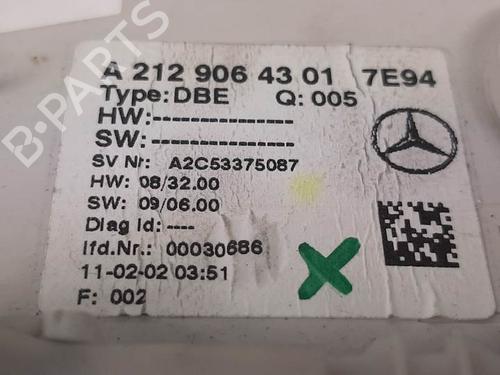 A 212 906 43 01 7E94
Type:DBE Q: 005
HW:----------------
SW:----------------
SV Nr: A2C53375087
HW: 08/32.00
SW: 09/06.00
Diag Id: ----
lfd.Nr.: 00030686
11-02-02 03:51
F: 002
B-PARTS